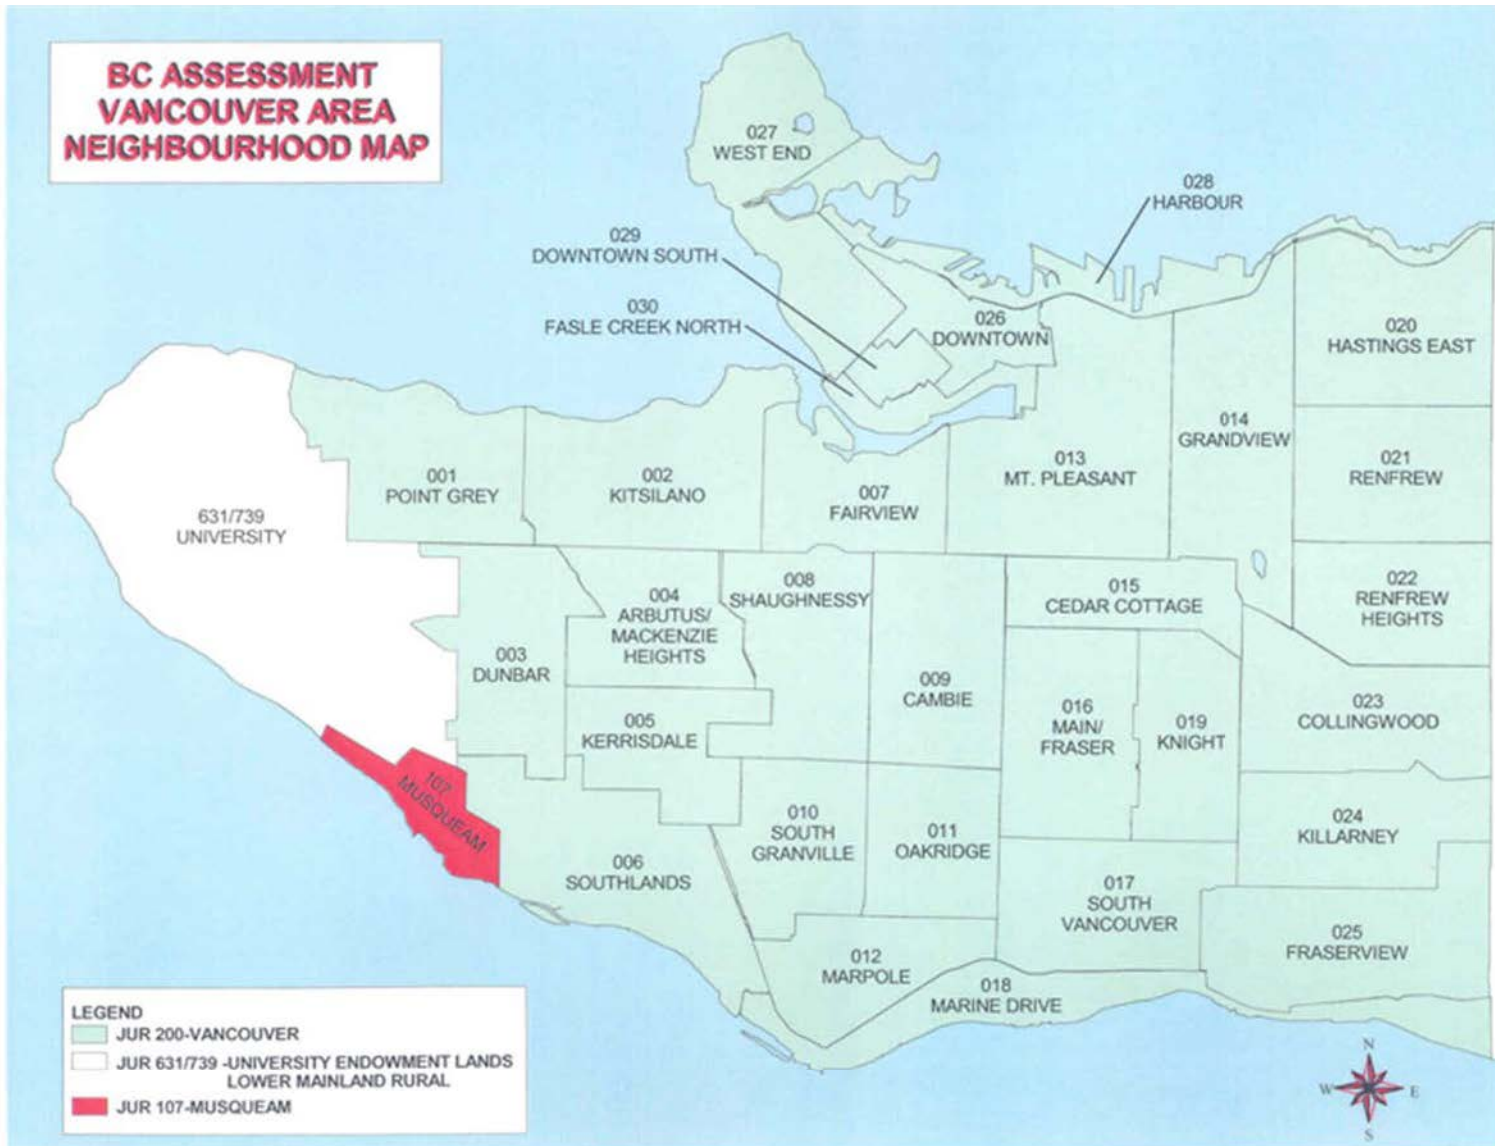 BC ASSESSMENT
VANCOUVER AREA
NEIGHBOURHOOD MAP
027
WEST END
028
HARBOUR
029
DOWNTOWN SOUTH
030
FASLE CREEK NORTH
026
DOWNTOWN
020
HASTINGS EAST
014
GRANDVIEW
001
POINT GREY
002
KITSILANO
007
FAIRVIEW
013
MT. PLEASANT
021
RENFREW
631/739
UNIVERSITY
004
ARBUTUS/
MACKENZIE
HEIGHTS
008
SHAUGHNESSY
015
CEDAR COTTAGE
022
RENFREW
HEIGHTS
003
DUNBAR
005
KERRISDALE
009
CAMBIE
016
MAIN/
FRASER
019
KNIGHT
023
COLLINGWOOD
107
MUSQUEAM
006
SOUTHLANDS
010
SOUTH
GRANVILLE
011
OAKRIDGE
017
SOUTH
VANCOUVER
024
KILLARNEY
012
MARPOLE
018
MARINE DRIVE
025
FRASERVIEW
LEGEND
JUR 200-VANCOUVER
JUR 631/739 -UNIVERSITY ENDOWMENT LANDS
LOWER MAINLAND RURAL
JUR 107-MUSQUEAM
N
W E
S